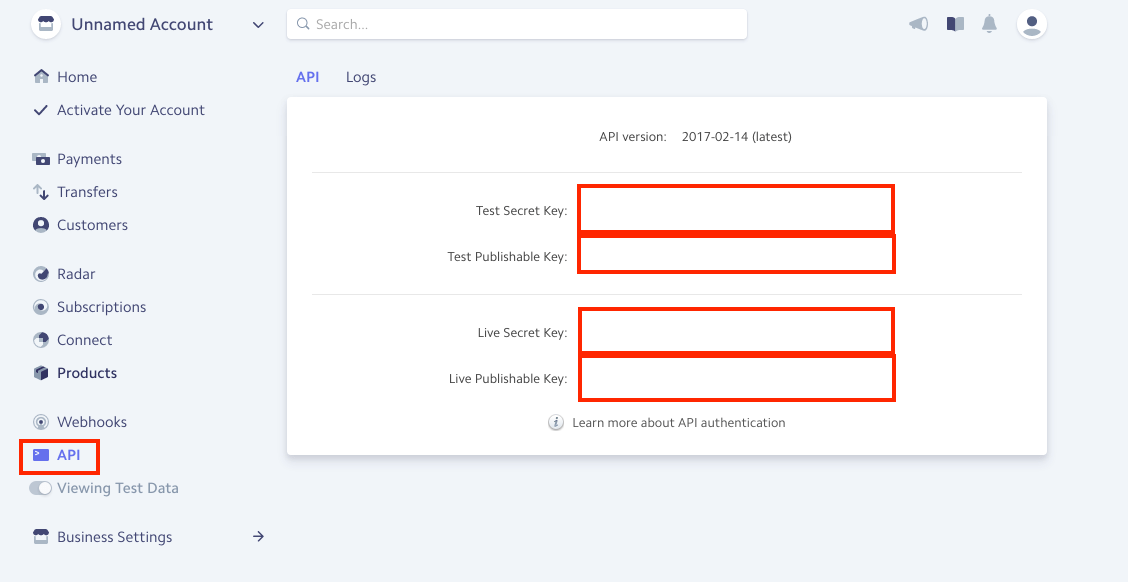 Unnamed Account
Search...
Home
Activate Your Account
Payments
Transfers
Customers
Radar
Subscriptions
Connect
Products
Webhooks
API
Viewing Test Data
Business Settings
API Logs
API version: 2017-02-14 (latest)
Test Secret Key:
Test Publishable Key:
Live Secret Key:
Live Publishable Key:
Learn more about API authentication